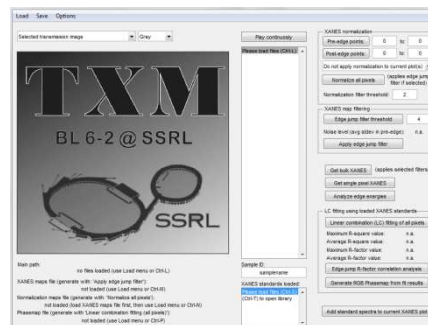 Load Save Options
Selected transmission image
Gray
TXM
BL 6-2 @ SSRL
SSRL
Main path:
no files loaded (use Load menu or Ctrl-L)
XANES maps file (generate with: 'Apply edge jump filter'):
not loaded (use Load menu or Ctrl-M)
Normalization maps file (generate with: 'Normalize all pixels'):
not loaded (load XANES maps file first, then use Load menu or Ctrl-N)
Phasemap file (generate with 'Linear combination fitting (all pixels)'):
not loaded (use Load menu or Ctrl-P)
Play continuously
Please load files (Ctrl-L)
Sample ID:
samplename
XANES standards loaded:
Please load files (Ctrl-S)
(Ctrl-T) to open library
XANES normalization
Pre-edge points: 0 to 0
Post-edge points: 0 to 0
Do not apply normalization to current plot(s)
Normalize all pixels (applies edge jump
filter if selected)
Normalization filter threshold: 2
XANES map filtering
Edge jump filter threshold 4
Noise level (avg stdev in pre-edge): n.a.
Apply edge jump filter
Get bulk XANES (applies selected filters
Get single pixel XANES
Analyze edge energies
LC fitting using loaded XANES standards
Linear combination (LC) fitting of all pixels
Maximum R-square value: n.a.
Average R-square value: n.a.
Maximum R-factor value: n.a.
Average R-factor value: n.a.
Edge jump R-factor correlation analysis
Generate RGB Phasemap from fit results
Add standard spectra to current XANES plot